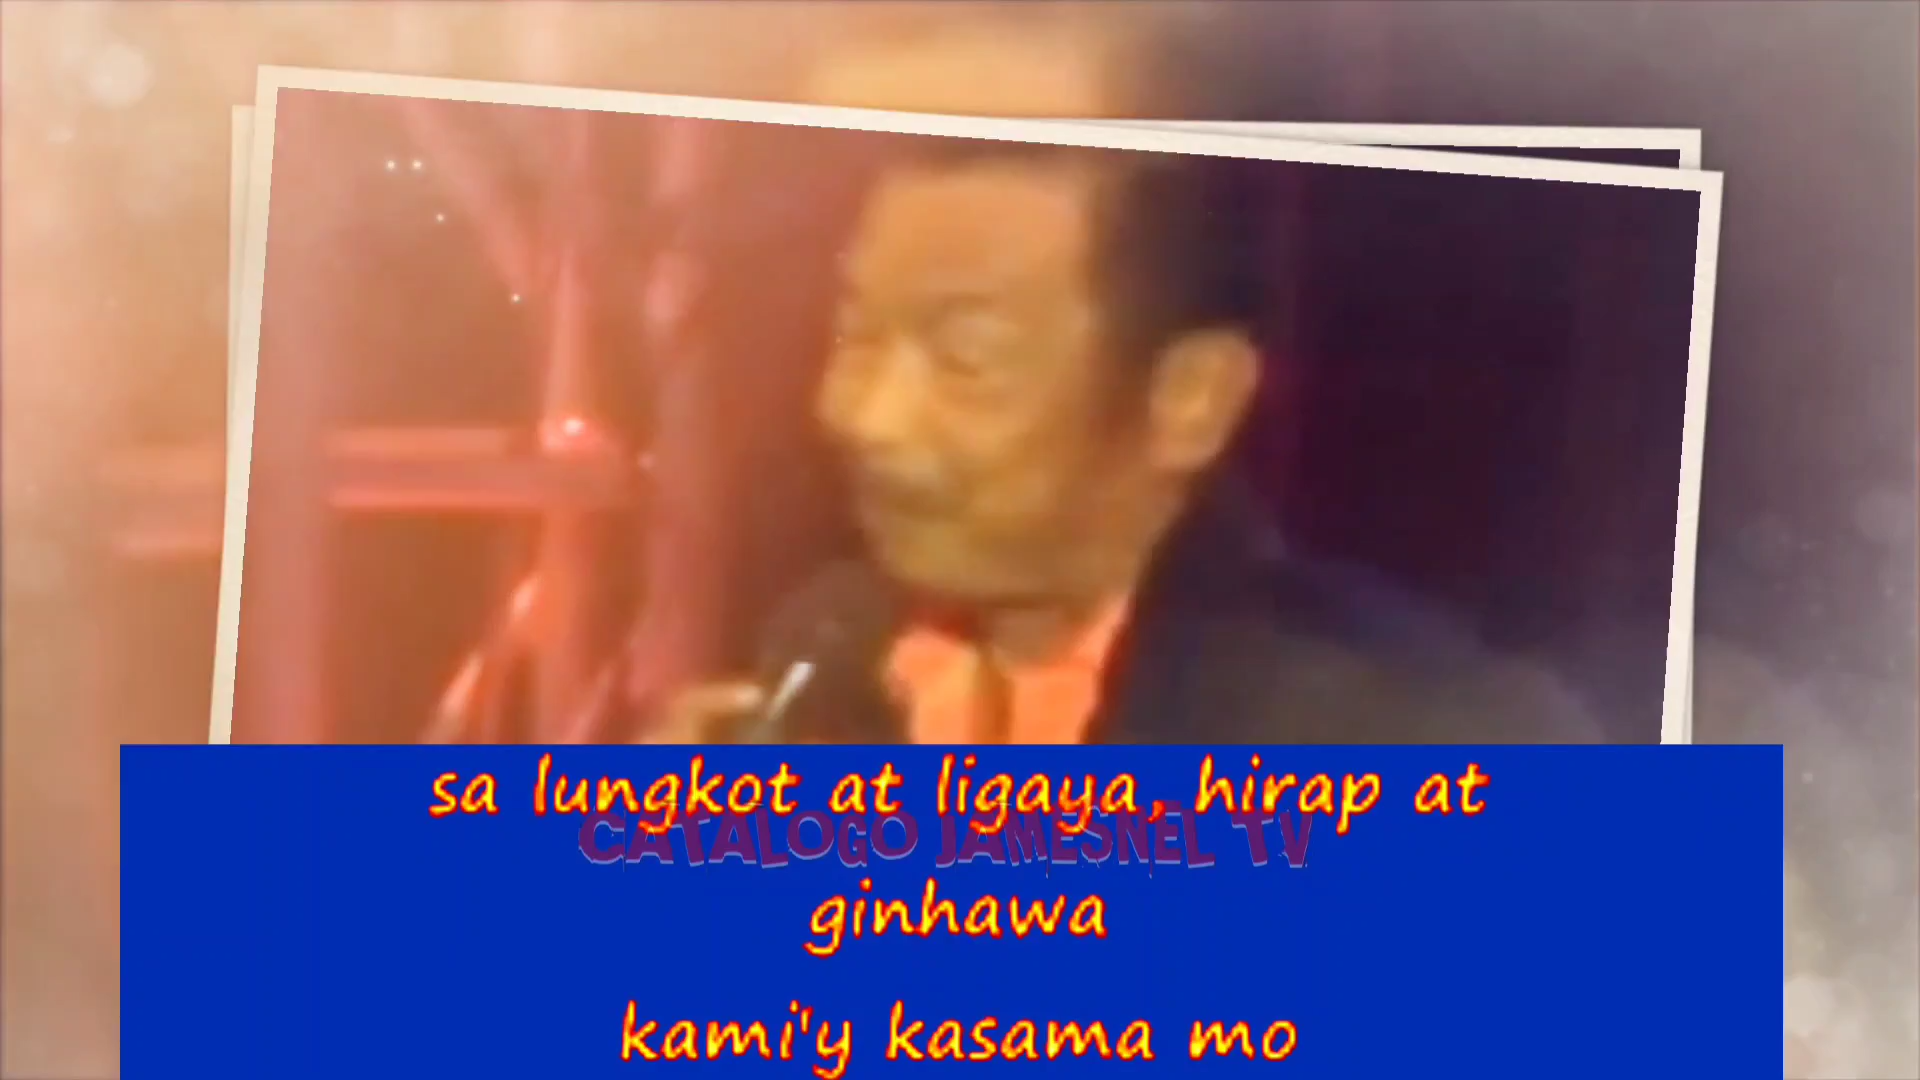 sa lungkot at ligaya, hirap at
CATALOGO JAMESNEL TV
ginhawa
kami'y kasama mo